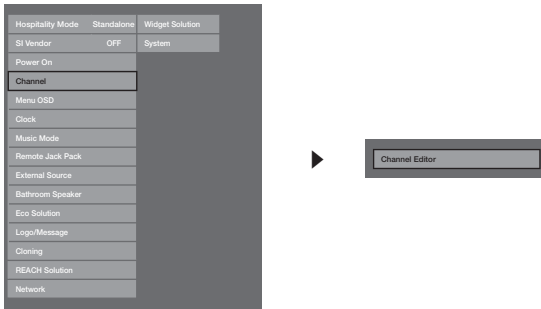 Hospitality Mode Standalone Widget Solution
SI Vendor OFF System
Power On
Channel
Menu OSD
Clock
Music Mode
Remote Jack Pack
External Source
Bathroom Speaker
Eco Solution
Logo/Message
Cloning
REACH Solution
Network
Channel Editor